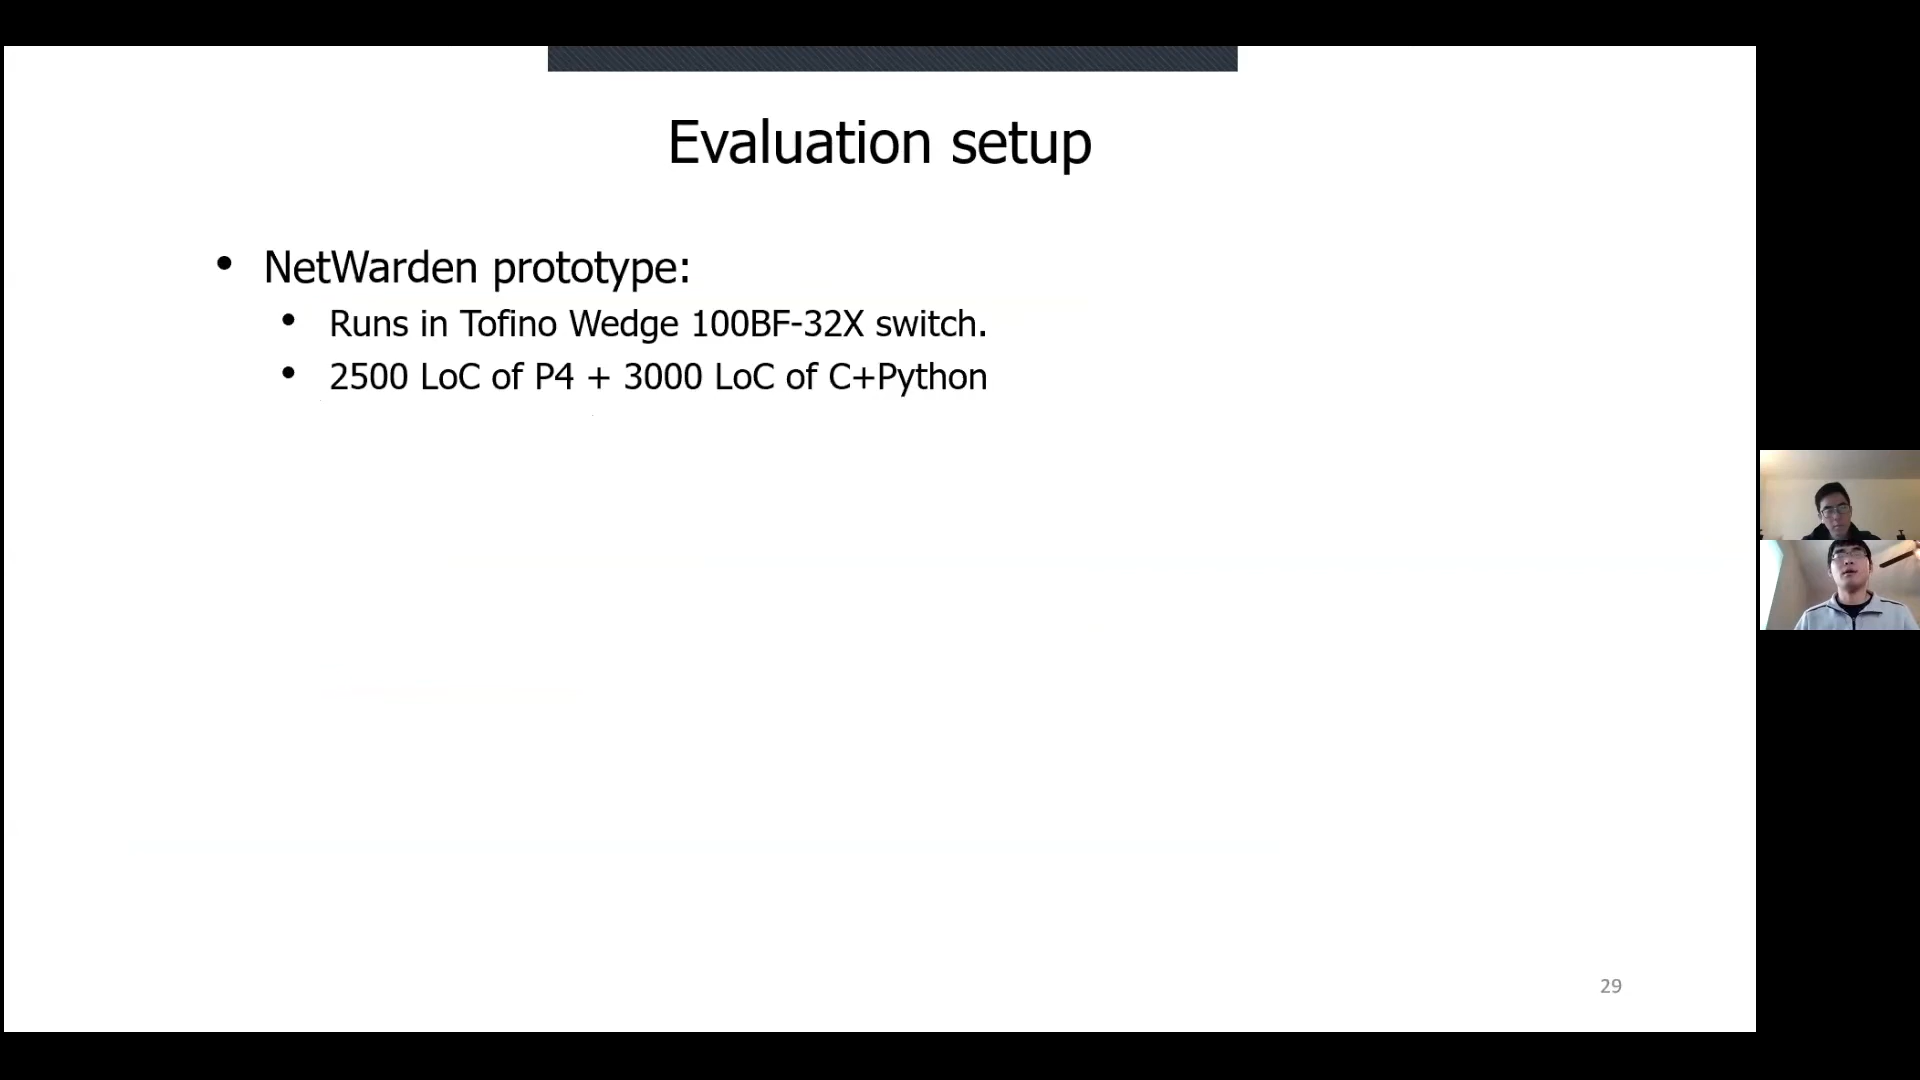 Evaluation setup
• NetWarden prototype:
• Runs in Tofino Wedge 100BF-32X switch.
• 2500 LoC of P4 + 3000 LoC of C+Python
29